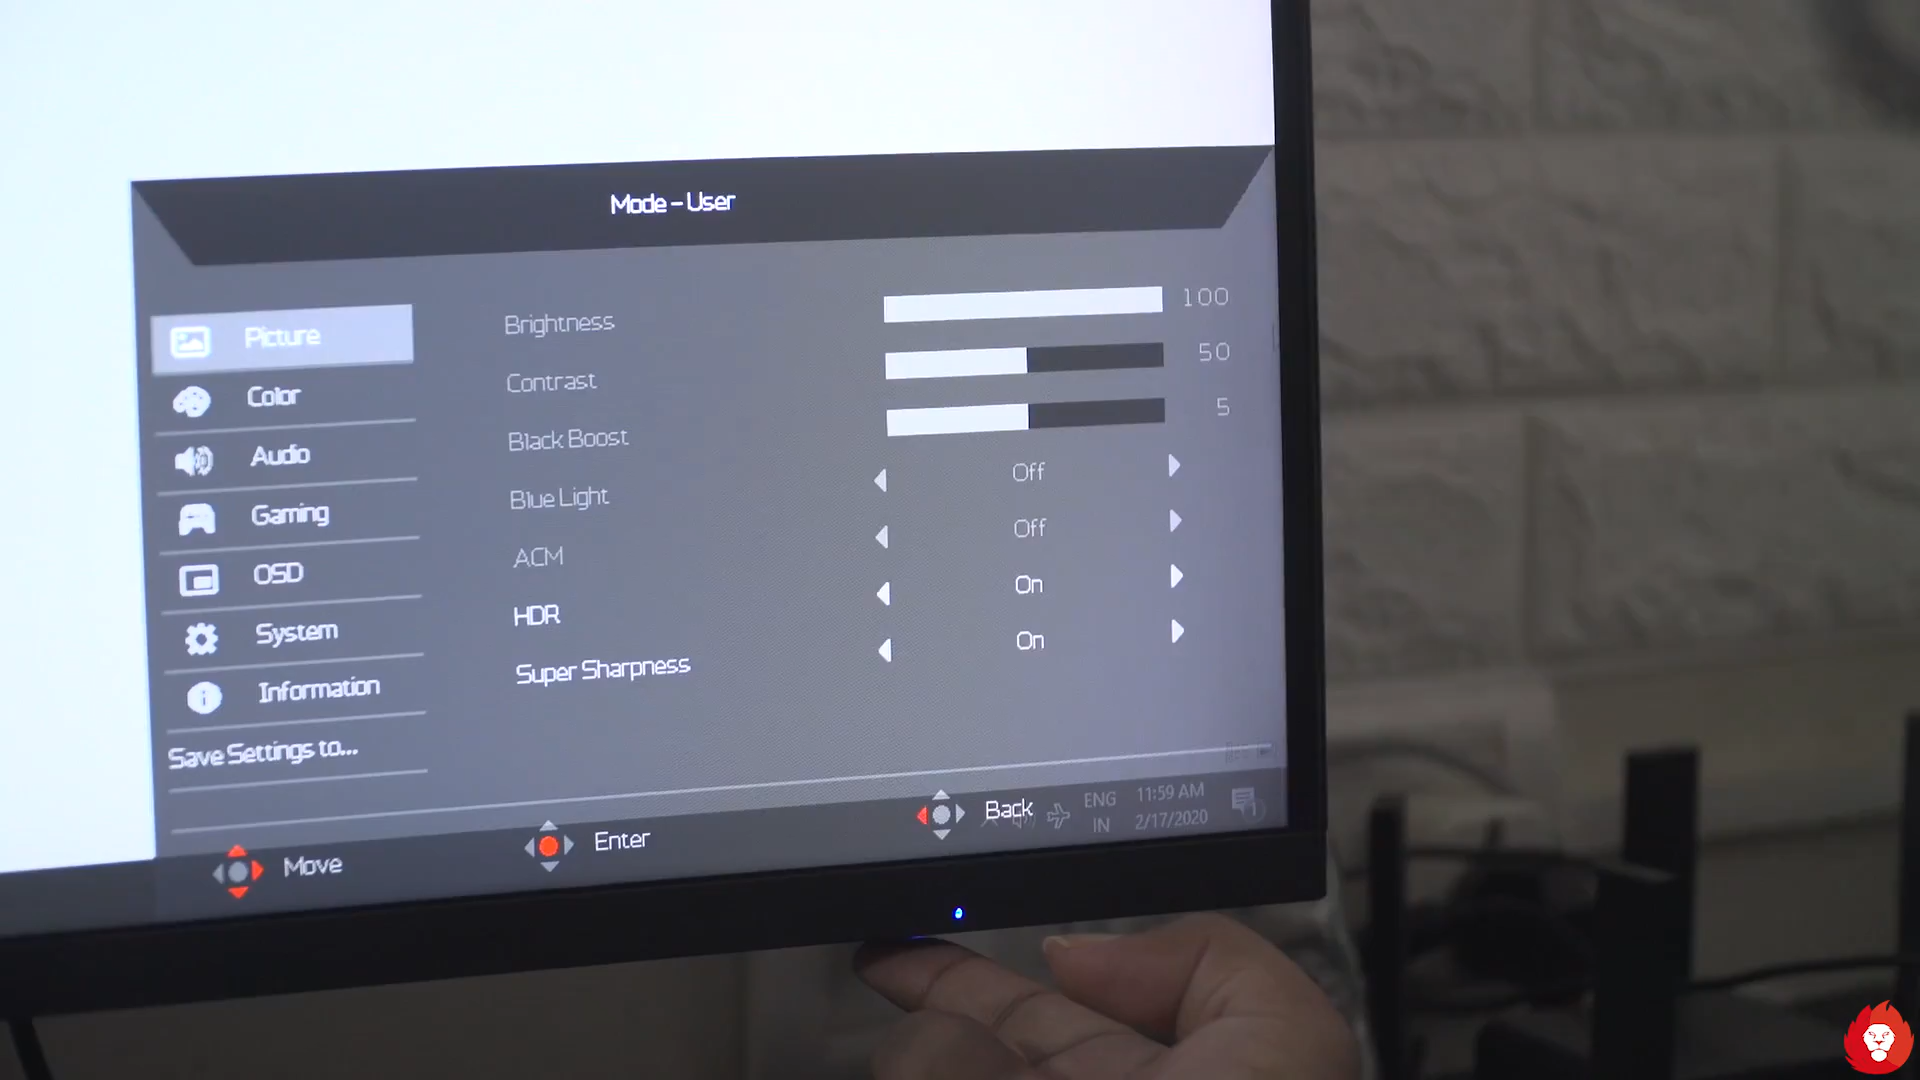 Mode - User
Picture
Color
Audio
Gaming
OSD
System
Information
Save Settings to...
Brightness 100
Contrast 50
Black Boost 5
Blue Light Off
ACM Off
HDR On
Super Sharpness On
Move
Enter
Back
ENG
IN
11:59 AM
2/17/2020